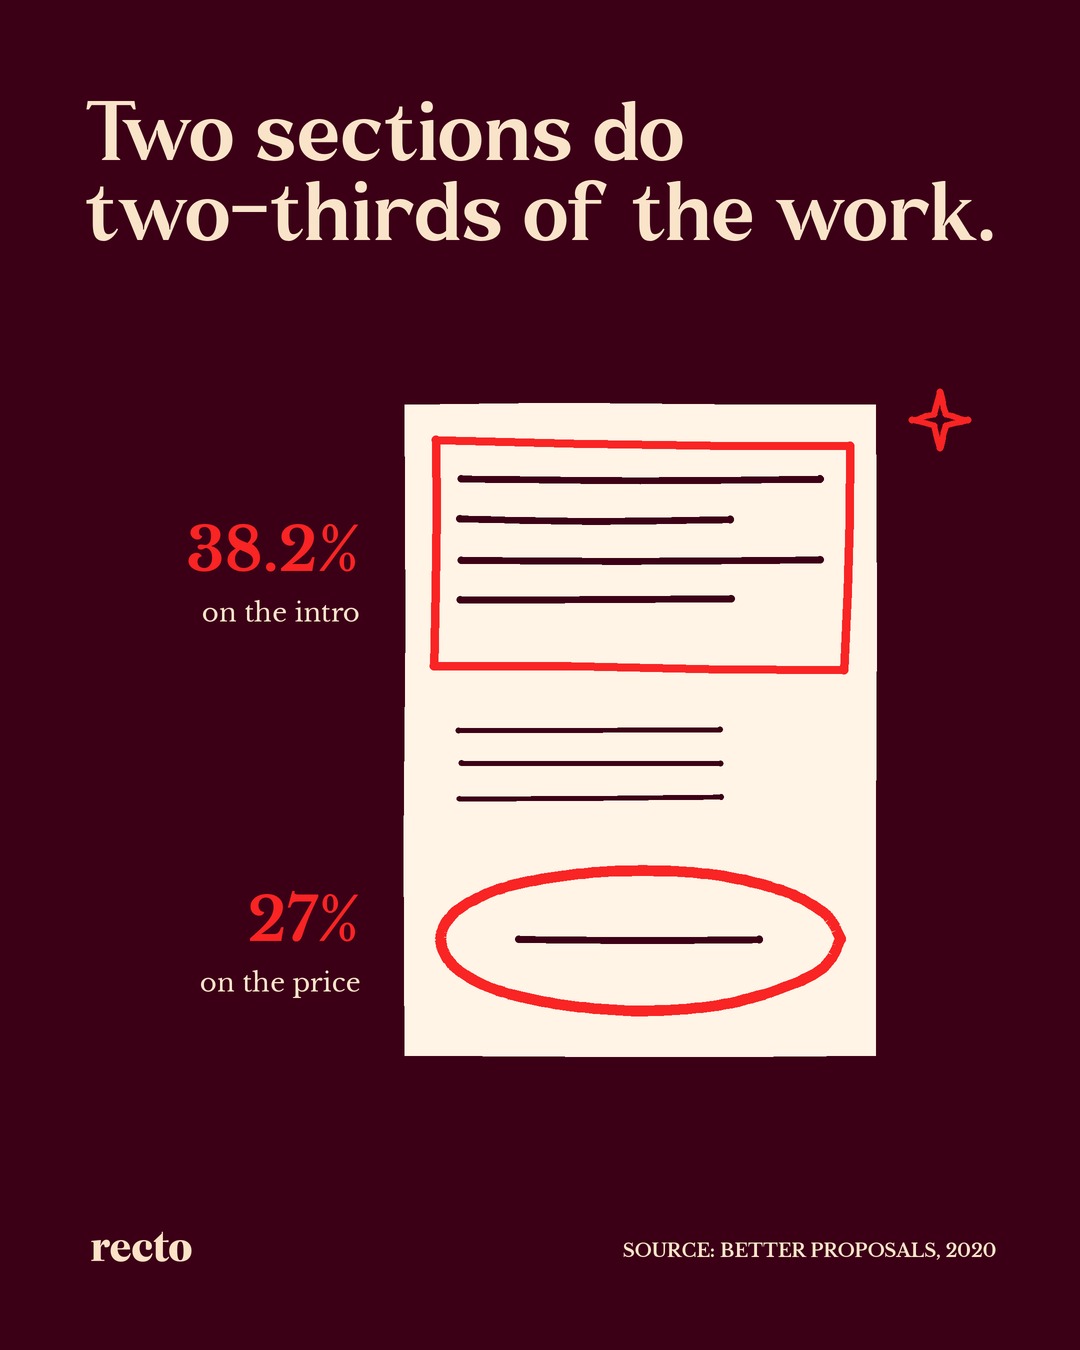 Two sections do
two-thirds of the work.
38.2%
on the intro
27%
on the price
recto
SOURCE: BETTER PROPOSALS, 2020